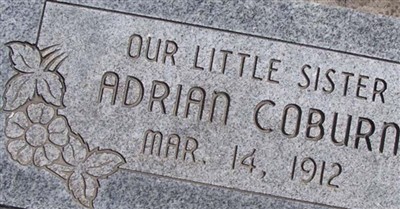 OUR LITTLE SISTER
ADRIAN COBURN
MAR. 14, 1912